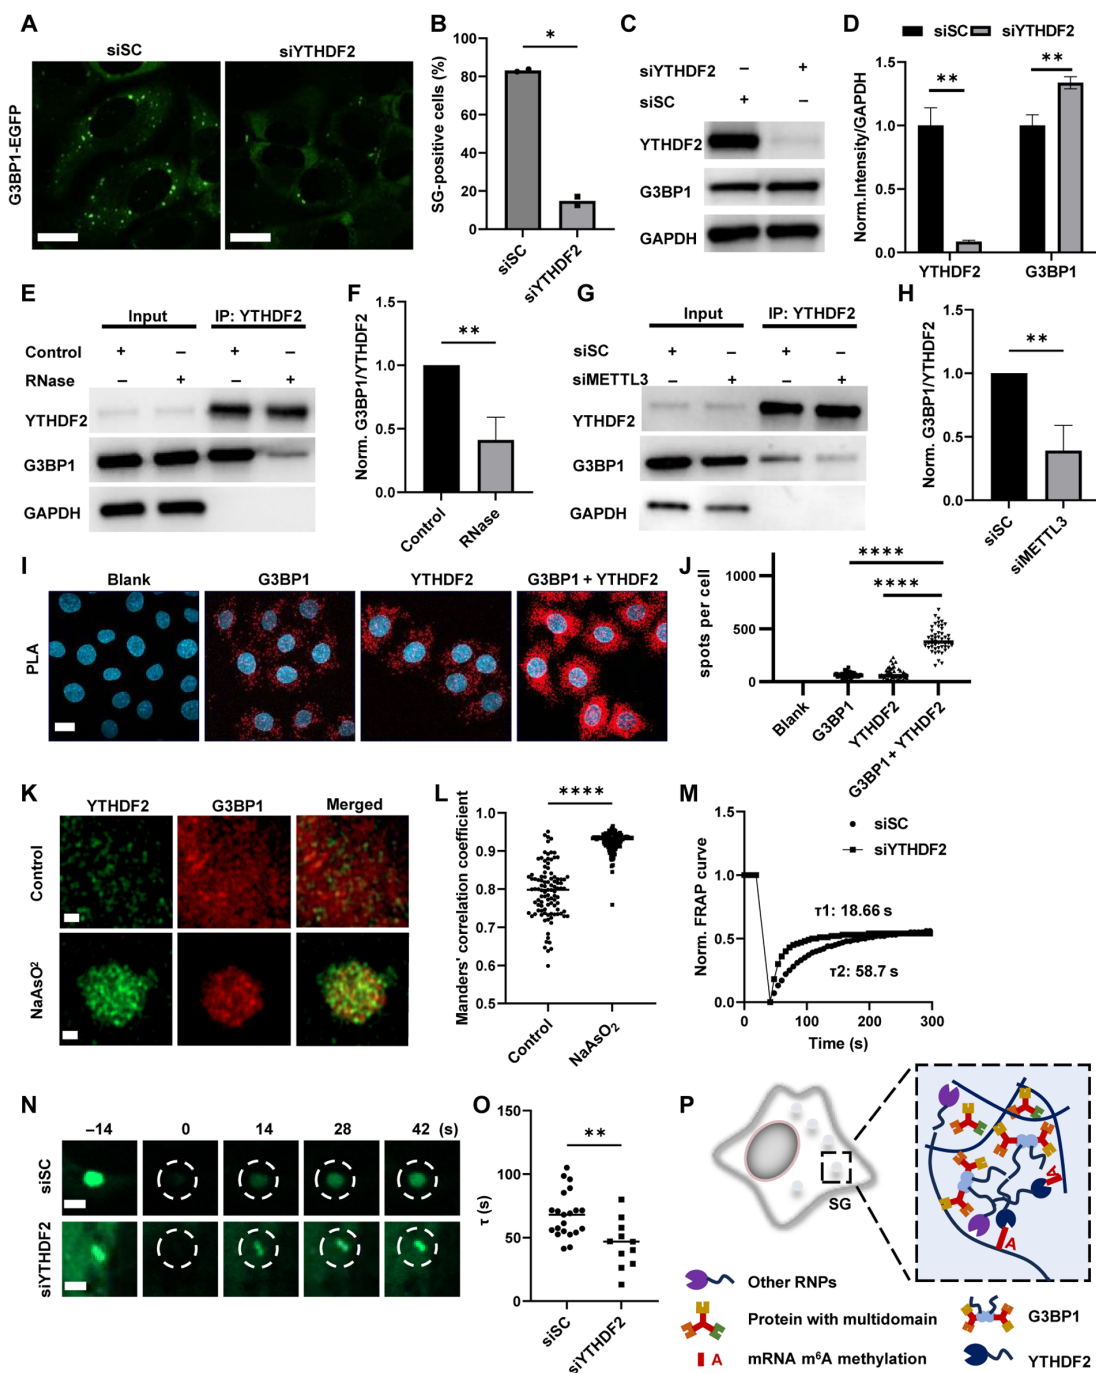 A
siSC
siYTHDF2
G3BP1-EGFP
B
SG-positive cells (%)
100
80
60
40
20
0
*
siSC
siYTHDF2
C
siYTHDF2 – +
siSC + –
YTHDF2
G3BP1
GAPDH
D
siSC
siYTHDF2
Norm.Intensity/GAPDH
1.5
1.0
0.5
0.0
**
**
YTHDF2
G3BP1
E
Input
IP: YTHDF2
Control + – + –
RNase – + – +
YTHDF2
G3BP1
GAPDH
F
Norm. G3BP1/YTHDF2
1.5
1.0
0.5
0.0
**
Control
RNase
G
Input
IP: YTHDF2
siSC + – + –
siMETTL3 – + – +
YTHDF2
G3BP1
GAPDH
H
Norm. G3BP1/YTHDF2
1.5
1.0
0.5
0.0
**
siSC
siMETTL3
I
Blank
G3BP1
YTHDF2
G3BP1 + YTHDF2
PLA
J
spots per cell
1000
500
0
****
****
Blank
G3BP1
YTHDF2
G3BP1 + YTHDF2
K
YTHDF2
G3BP1
Merged
Control
NaAsO²
L
Manders' correlation coefficient
1.0
0.9
0.8
0.7
0.6
0.5
****
Control
NaAsO₂
M
siSC
siYTHDF2
Norm. FRAP curve
1.5
1.0
0.5
0.0
τ1: 18.66 s
τ2: 58.7 s
0 100 200 300
Time (s)
N
–14 0 14 28 42 (s)
siSC
siYTHDF2
O
τ (s)
150
100
50
0
**
siSC
siYTHDF2
P
SG
A
A
Other RNPs
Protein with multidomain
G3BP1
A mRNA m⁶A methylation
YTHDF2